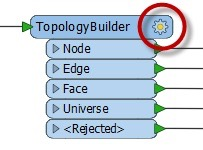 TopologyBuilder
Node
Edge
Face
Universe
<Rejected>